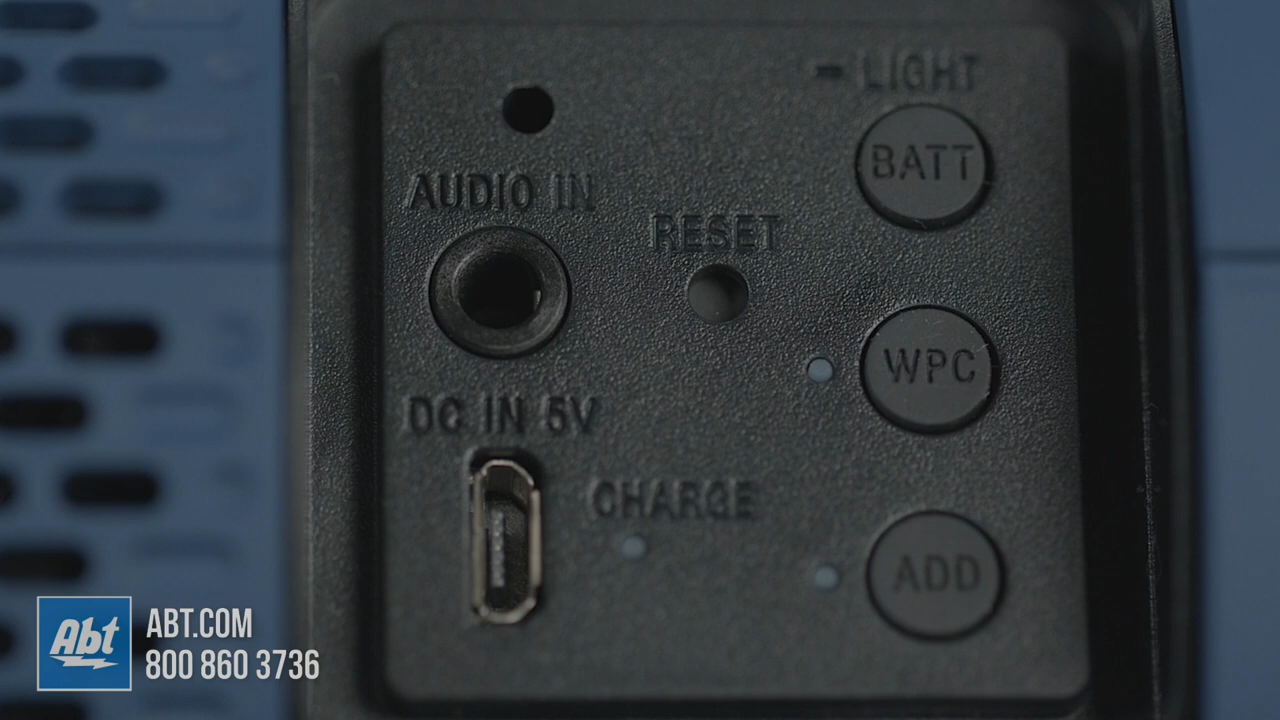 - LIGHT
BATT
AUDIO IN
RESET
WPC
DC IN 5V
CHARGE
ADD
Abt
ABT.COM
800 860 3736